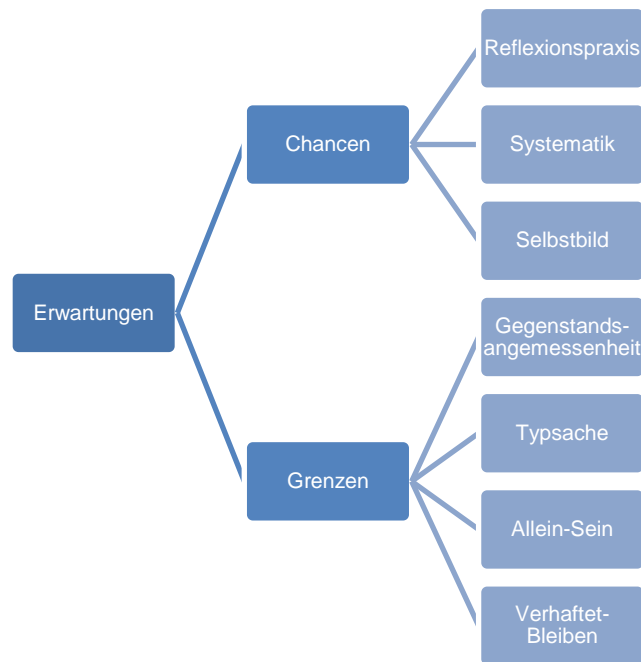 Reflexionspraxis
Chancen
Systematik
Selbstbild
Erwartungen
Gegenstands-
angemessenheit
Typsache
Grenzen
Allein-Sein
Verhaftet-
Bleiben